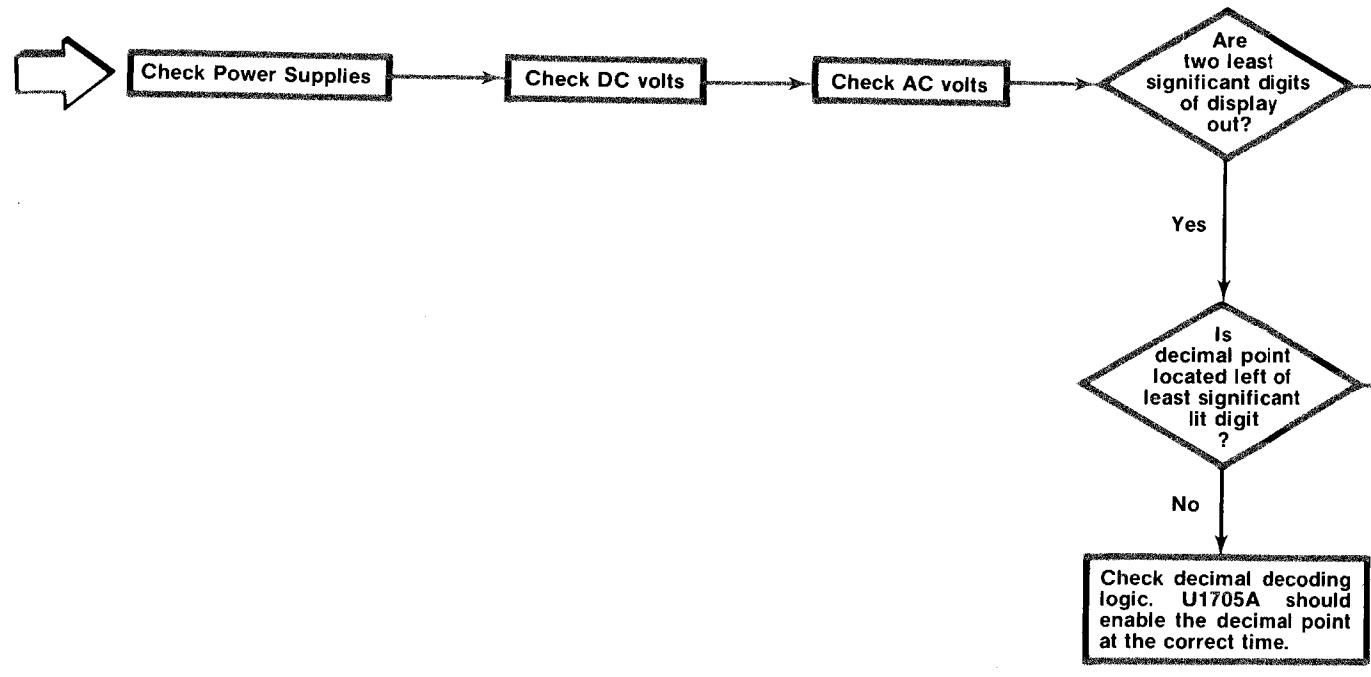 Check Power Supplies
Check DC volts
Check AC volts
Are
two least
significant digits
of display
out?
Yes
Is
decimal point
located left of
least significant
lit digit
?
No
Check decimal decoding
logic. U1705A should
enable the decimal point
at the correct time.